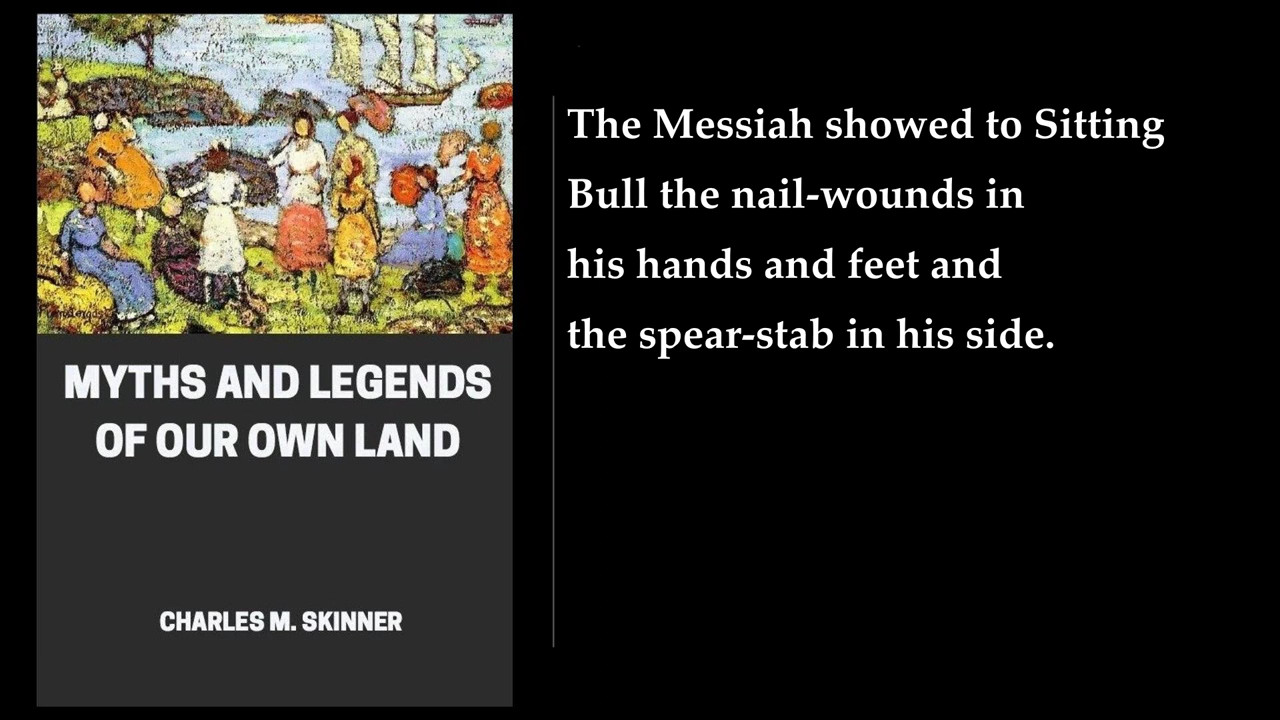 MYTHS AND LEGENDS
OF OUR OWN LAND
CHARLES M. SKINNER
The Messiah showed to Sitting
Bull the nail-wounds in
his hands and feet and
the spear-stab in his side.